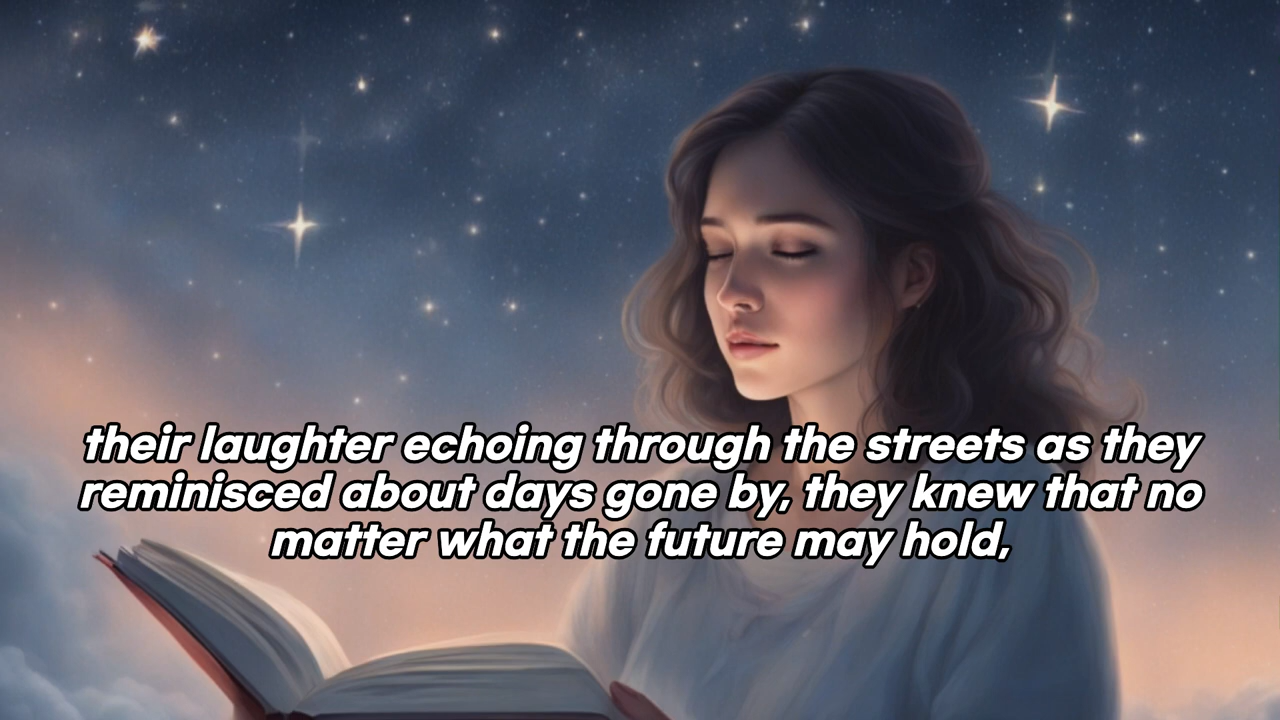 their laughter echoing through the streets as they
reminisced about days gone by, they knew that no
matter what the future may hold,